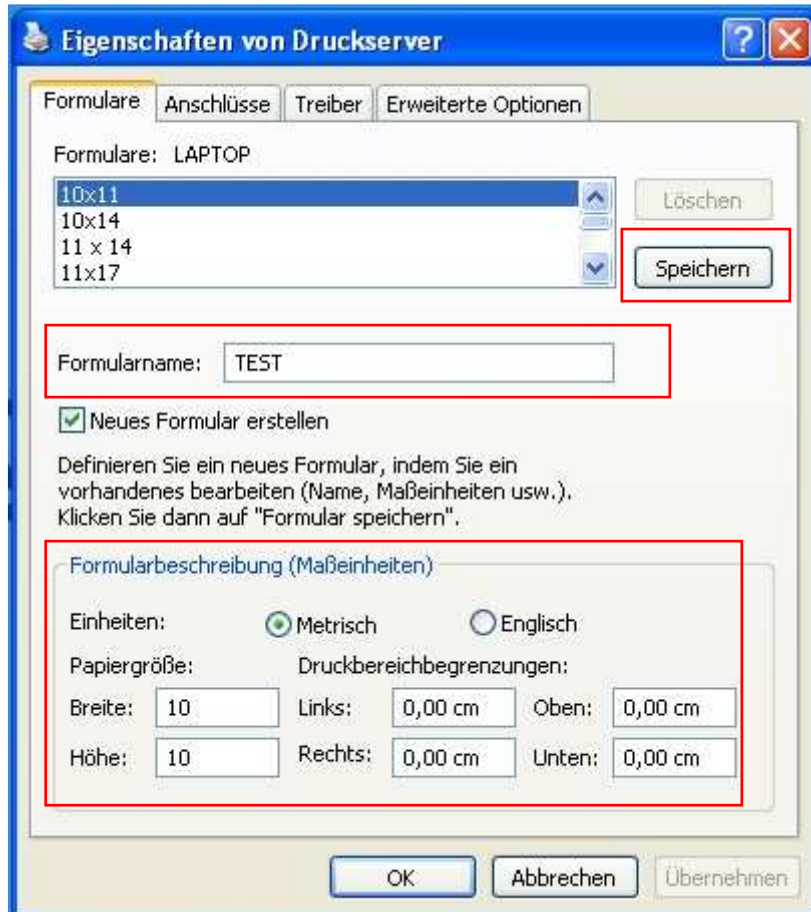 Eigenschaften von Druckserver
Formulare Anschlüsse Treiber Erweiterte Optionen
Formulare: LAPTOP
10x11
10x14
11 x 14
11x17
Löschen
Speichern
Formularname: TEST
Neues Formular erstellen
Definieren Sie ein neues Formular, indem Sie ein
vorhandenes bearbeiten (Name, Maßeinheiten usw.).
Klicken Sie dann auf "Formular speichern".
Formularbeschreibung (Maßeinheiten)
Einheiten: Metrisch Englisch
Papiergröße: Druckbereichbegrenzungen:
Breite: 10 Links: 0,00 cm Oben: 0,00 cm
Höhe: 10 Rechts: 0,00 cm Unten: 0,00 cm
OK Abbrechen Übernehmen